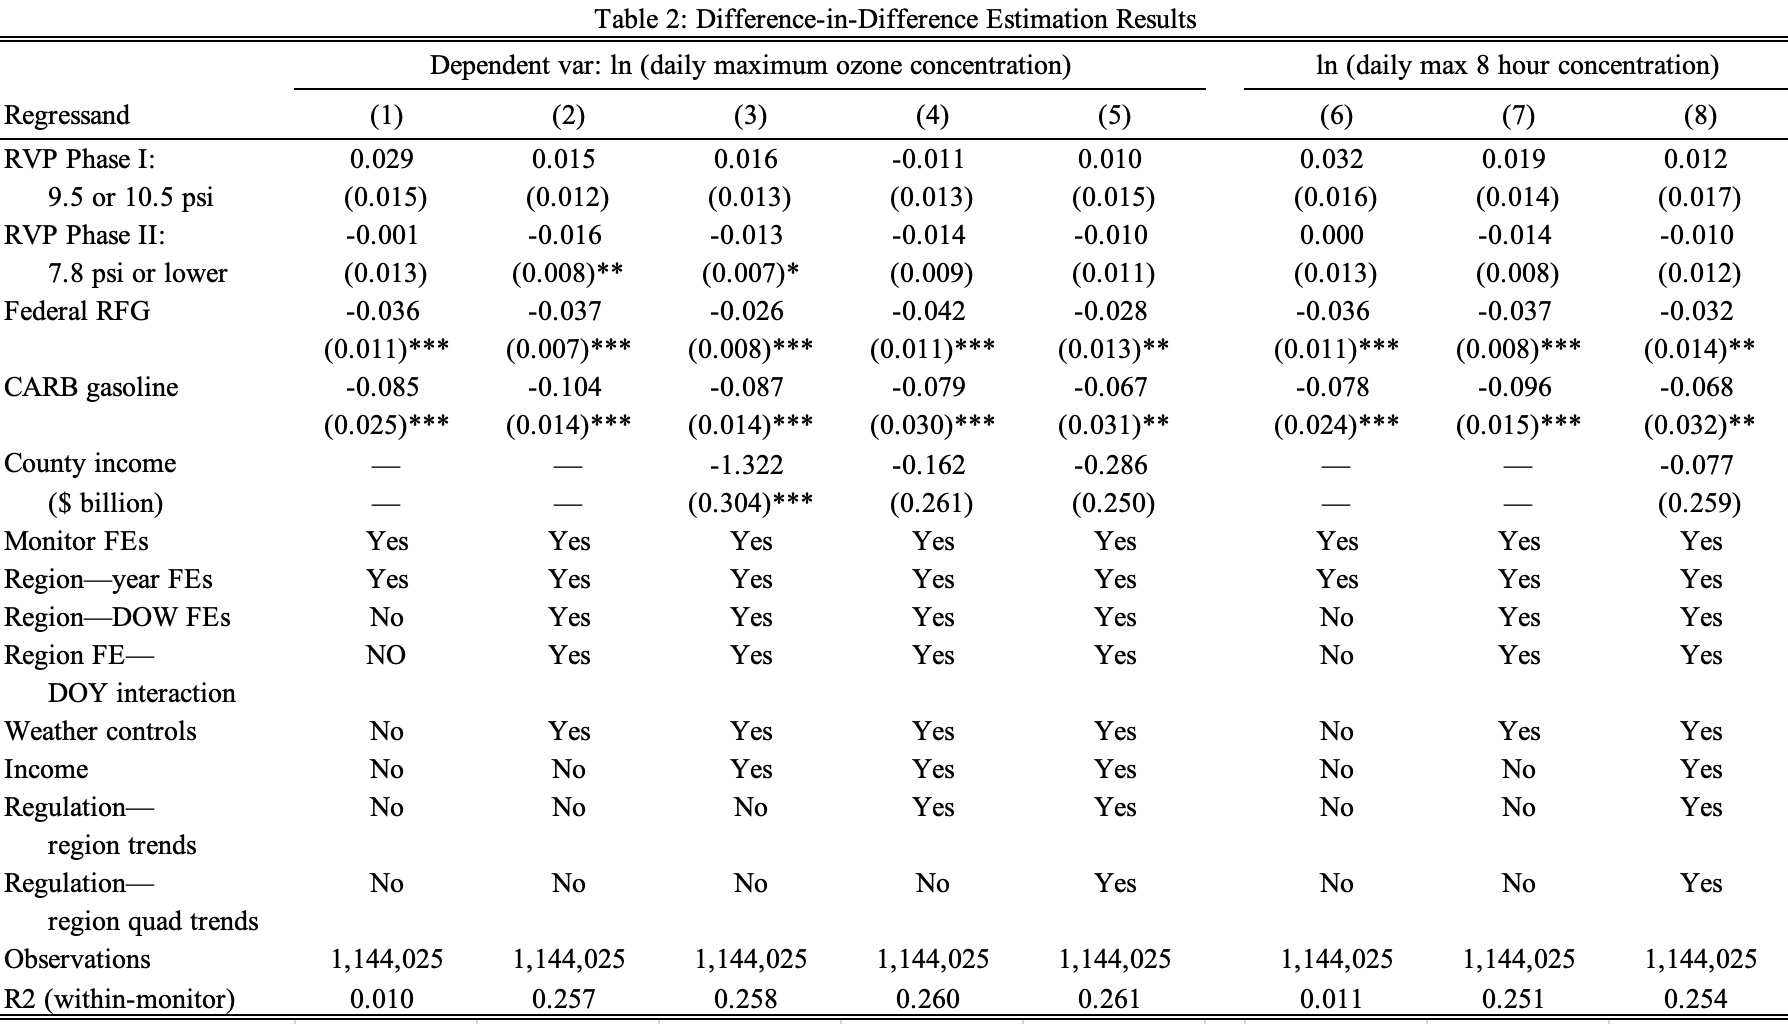 Table 2: Difference-in-Difference Estimation Results
Dependent var: ln (daily maximum ozone concentration) ln (daily max 8 hour concentration)
Regressand (1) (2) (3) (4) (5) (6) (7) (8)
RVP Phase I: 0.029 0.015 0.016 -0.011 0.010 0.032 0.019 0.012
9.5 or 10.5 psi (0.015) (0.012) (0.013) (0.013) (0.015) (0.016) (0.014) (0.017)
RVP Phase II: -0.001 -0.016 -0.013 -0.014 -0.010 0.000 -0.014 -0.010
7.8 psi or lower (0.013) (0.008)** (0.007)* (0.009) (0.011) (0.013) (0.008) (0.012)
Federal RFG -0.036 -0.037 -0.026 -0.042 -0.028 -0.036 -0.037 -0.032
(0.011)*** (0.007)*** (0.008)*** (0.011)*** (0.013)** (0.011)*** (0.008)*** (0.014)**
CARB gasoline -0.085 -0.104 -0.087 -0.079 -0.067 -0.078 -0.096 -0.068
(0.025)*** (0.014)*** (0.014)*** (0.030)*** (0.031)** (0.024)*** (0.015)*** (0.032)**
County income — — -1.322 -0.162 -0.286 — — -0.077
($ billion) — — (0.304)*** (0.261) (0.250) — — (0.259)
Monitor FEs Yes Yes Yes Yes Yes Yes Yes Yes
Region—year FEs Yes Yes Yes Yes Yes Yes Yes Yes
Region—DOW FEs No Yes Yes Yes Yes No Yes Yes
Region FE— NO Yes Yes Yes Yes No Yes Yes
DOY interaction
Weather controls No Yes Yes Yes Yes No Yes Yes
Income No No Yes Yes Yes No No Yes
Regulation— No No No Yes Yes No No Yes
region trends
Regulation— No No No No Yes No No Yes
region quad trends
Observations 1,144,025 1,144,025 1,144,025 1,144,025 1,144,025 1,144,025 1,144,025 1,144,025
R2 (within-monitor) 0.010 0.257 0.258 0.260 0.261 0.011 0.251 0.254